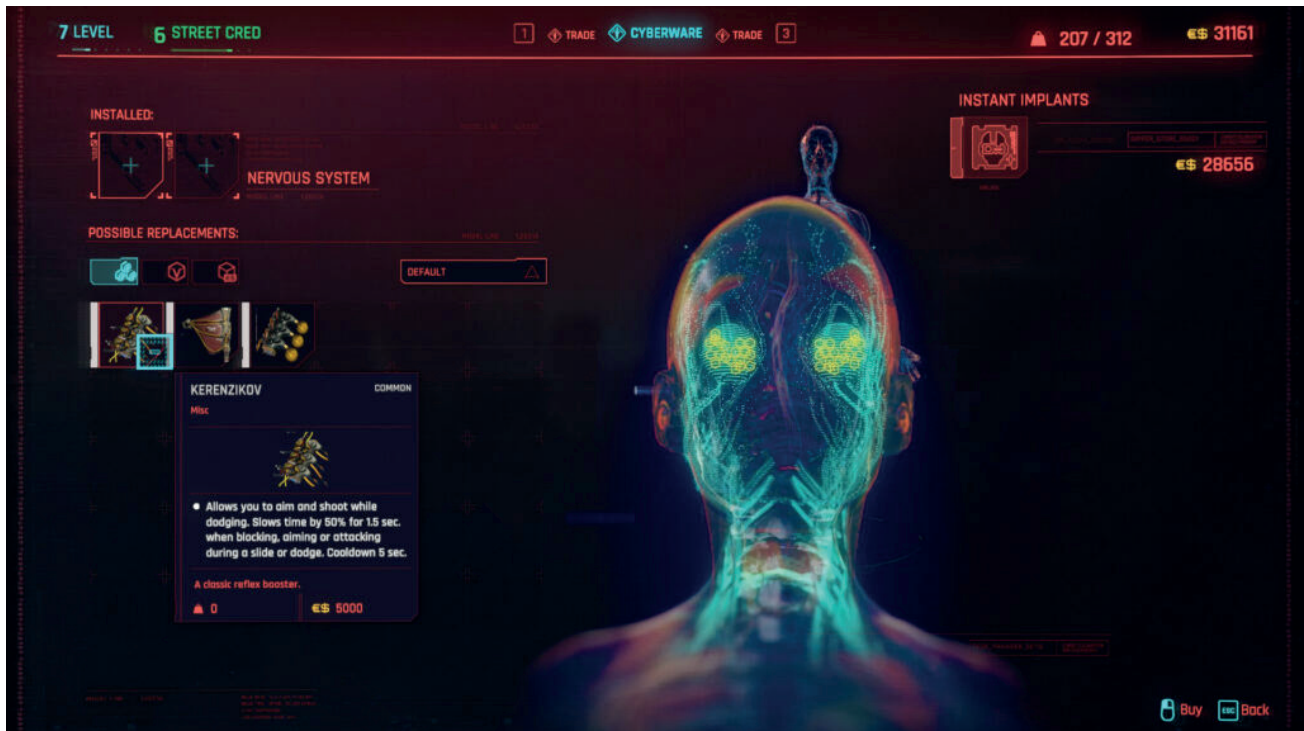 7 LEVEL
6 STREET CRED
1 TRADE CYBERWARE TRADE 3
207 / 312
€$ 31161
INSTALLED:
INSTANT IMPLANTS
NERVOUS SYSTEM
€$ 28656
POSSIBLE REPLACEMENTS:
DEFAULT
KERENZIKOV
COMMON
Misc
Allows you to aim and shoot while
dodging. Slows time by 50% for 1.5 sec.
when blocking, aiming or attacking
during a slide or dodge. Cooldown 5 sec.
A classic reflex booster.
0
€$ 5000
Buy
ESC Back